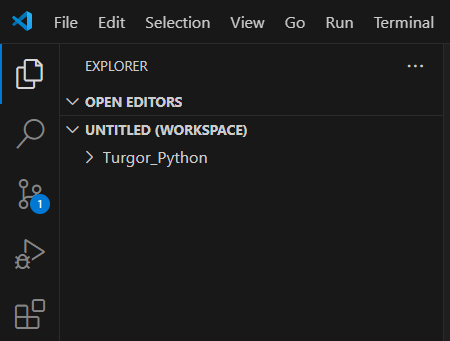 File Edit Selection View Go Run Terminal
EXPLORER
OPEN EDITORS
UNTITLED (WORKSPACE)
Turgor_Python
1